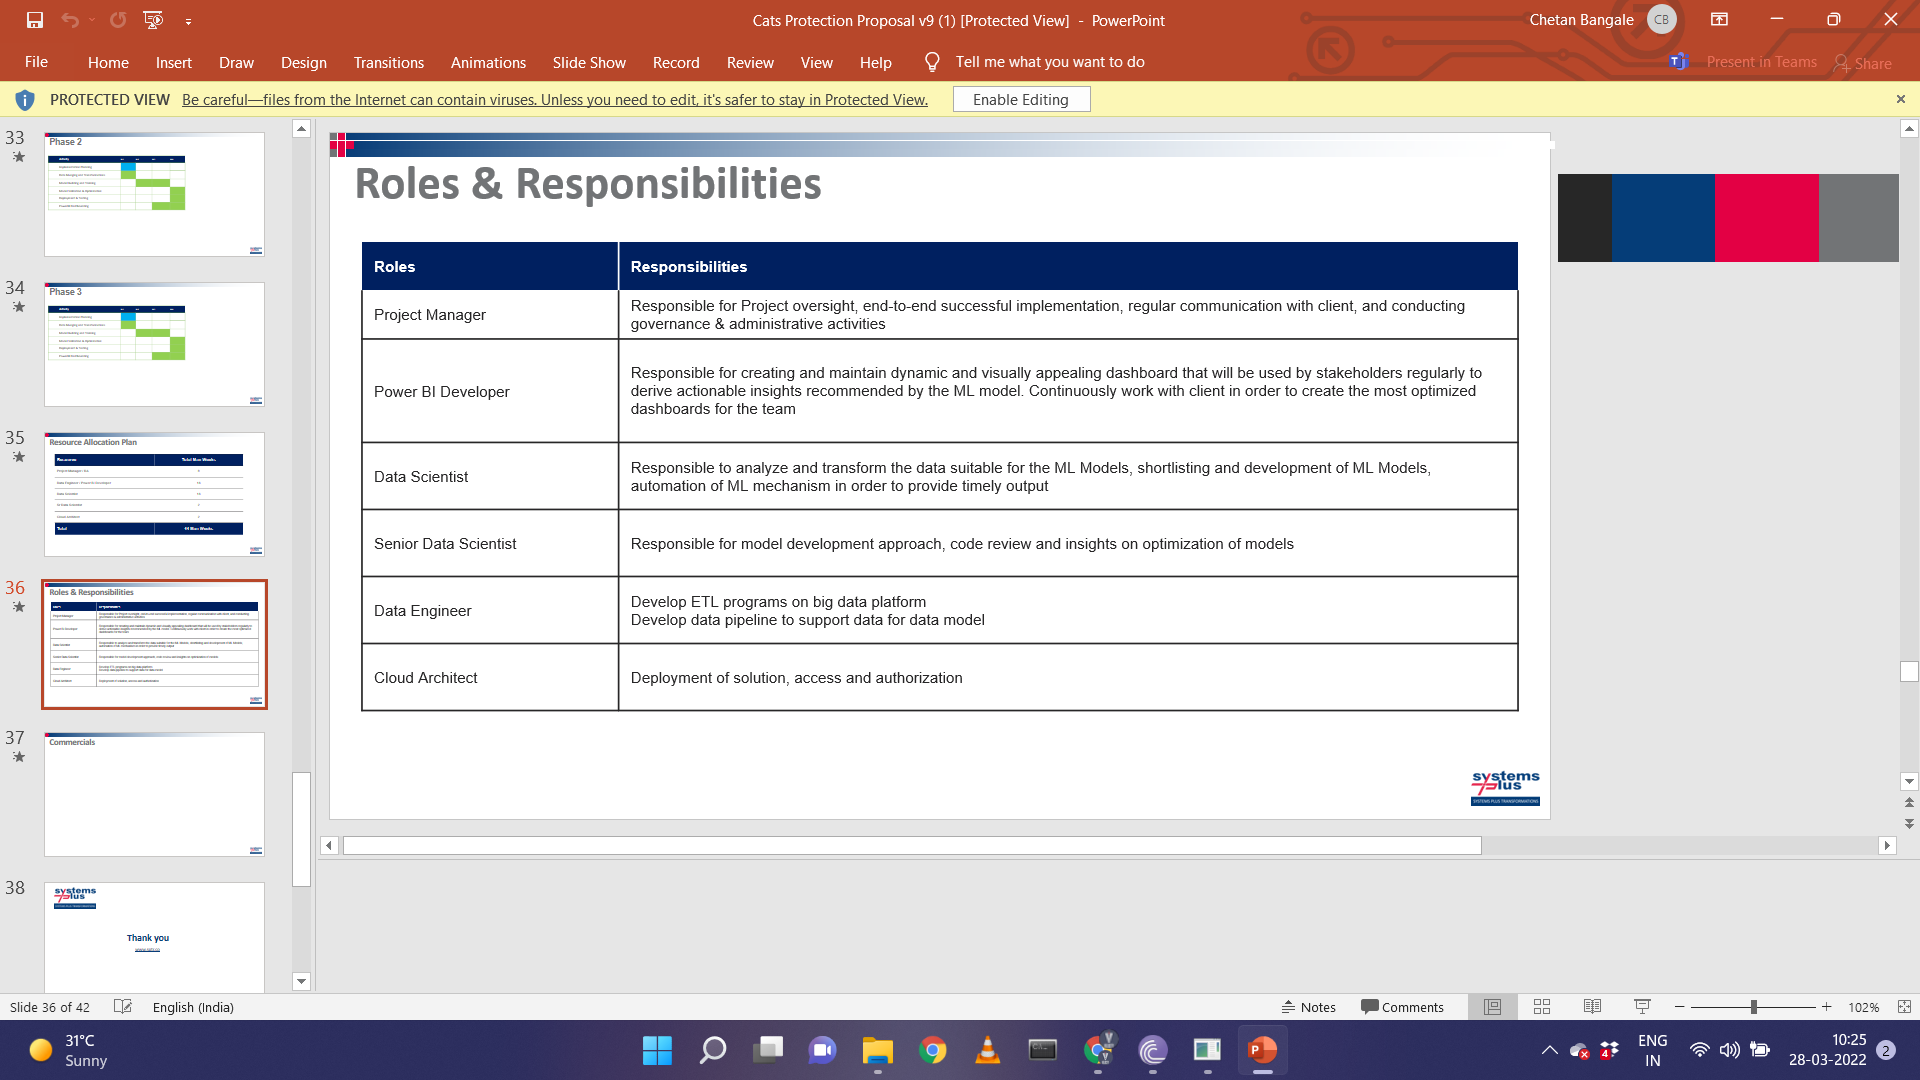 Cats Protection Proposal v9 (1) [Protected View] - PowerPoint
Chetan Bangale
CB
File
Home
Insert
Draw
Design
Transitions
Animations
Slide Show
Record
Review
View
Help
Tell me what you want to do
Present in Teams
Share
PROTECTED VIEW
Be careful—files from the Internet can contain viruses. Unless you need to edit, it's safer to stay in Protected View.
Enable Editing
33
Phase 2
34
Phase 3
35
Resource Allocation Plan
Resource
Total Man Weeks
Total
44 Man Weeks
36
Roles & Responsibilities
37
Commercials
38
systems
plus
Thank you
Roles & Responsibilities
Roles
Responsibilities
Project Manager
Responsible for Project oversight, end-to-end successful implementation, regular communication with client, and conducting
governance & administrative activities
Power BI Developer
Responsible for creating and maintain dynamic and visually appealing dashboard that will be used by stakeholders regularly to
derive actionable insights recommended by the ML model. Continuously work with client in order to create the most optimized
dashboards for the team
Data Scientist
Responsible to analyze and transform the data suitable for the ML Models, shortlisting and development of ML Models,
automation of ML mechanism in order to provide timely output
Senior Data Scientist
Responsible for model development approach, code review and insights on optimization of models
Data Engineer
Develop ETL programs on big data platform
Develop data pipeline to support data for data model
Cloud Architect
Deployment of solution, access and authorization
systems
plus
SYSTEMS PLUS TRANSFORMATIONS
Slide 36 of 42
English (India)
Notes
Comments
102%
31°C
Sunny
4
ENG
IN
10:25
28-03-2022
2